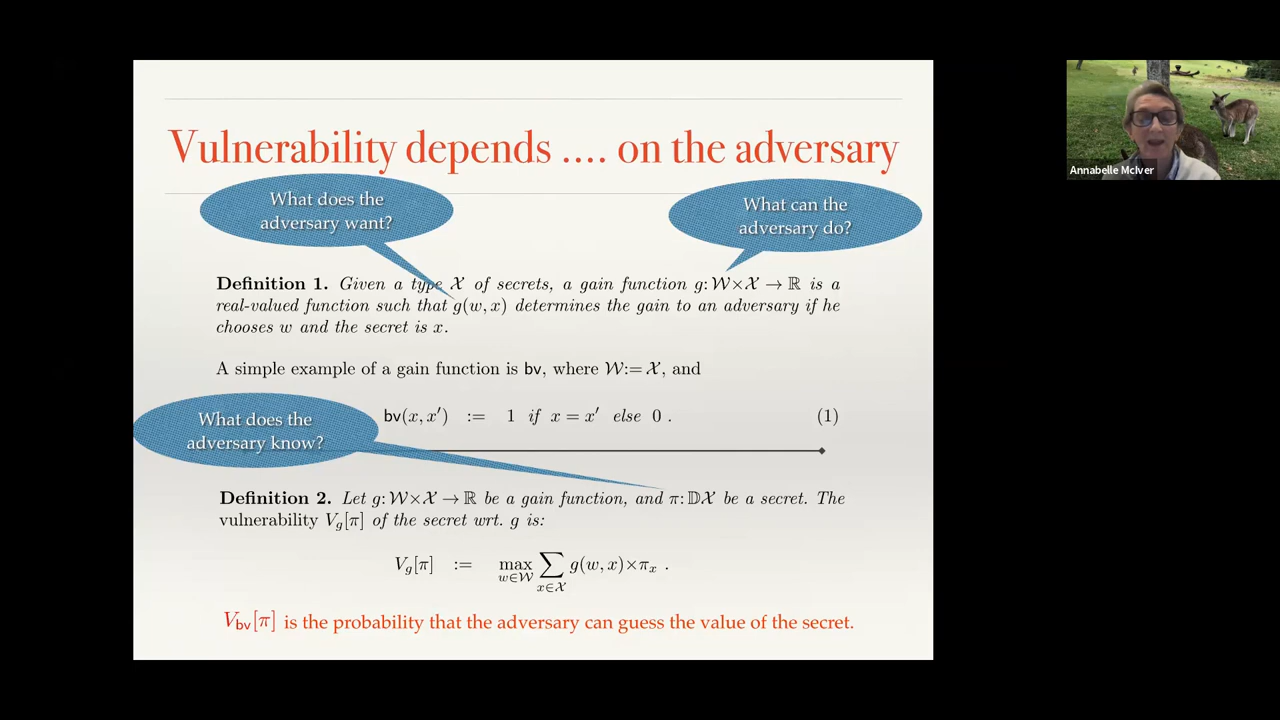 Vulnerability depends .... on the adversary
What does the
adversary want?
What can the
adversary do?
Definition 1. Given a type 𝒳 of secrets, a gain function g: 𝒲×𝒳 → ℝ is a
real-valued function such that g(w, x) determines the gain to an adversary if he
chooses w and the secret is x.
A simple example of a gain function is bv, where 𝒲:= 𝒳, and
bv(x, x′) := 1 if x = x′ else 0 . (1)
What does the
adversary know?
Definition 2. Let g: 𝒲×𝒳 → ℝ be a gain function, and π: 𝔻𝒳 be a secret. The
vulnerability V_g[π] of the secret wrt. g is:
V_g[π] := max_{w∈𝒲} ∑_{x∈𝒳} g(w, x)×π_x .
V_bv[π] is the probability that the adversary can guess the value of the secret.
Annabelle McIver